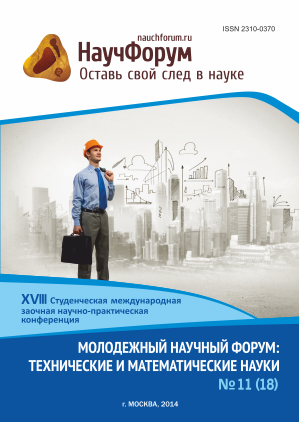 ISSN 2310-0370
nauchforum.ru
НаучФорум
Оставь свой след в науке
XVIII Студенческая международная
заочная научно-практическая
конференция
МОЛОДЕЖНЫЙ НАУЧНЫЙ ФОРУМ:
ТЕХНИЧЕСКИЕ И МАТЕМАТИЧЕСКИЕ НАУКИ
№11 (18)
г. МОСКВА, 2014